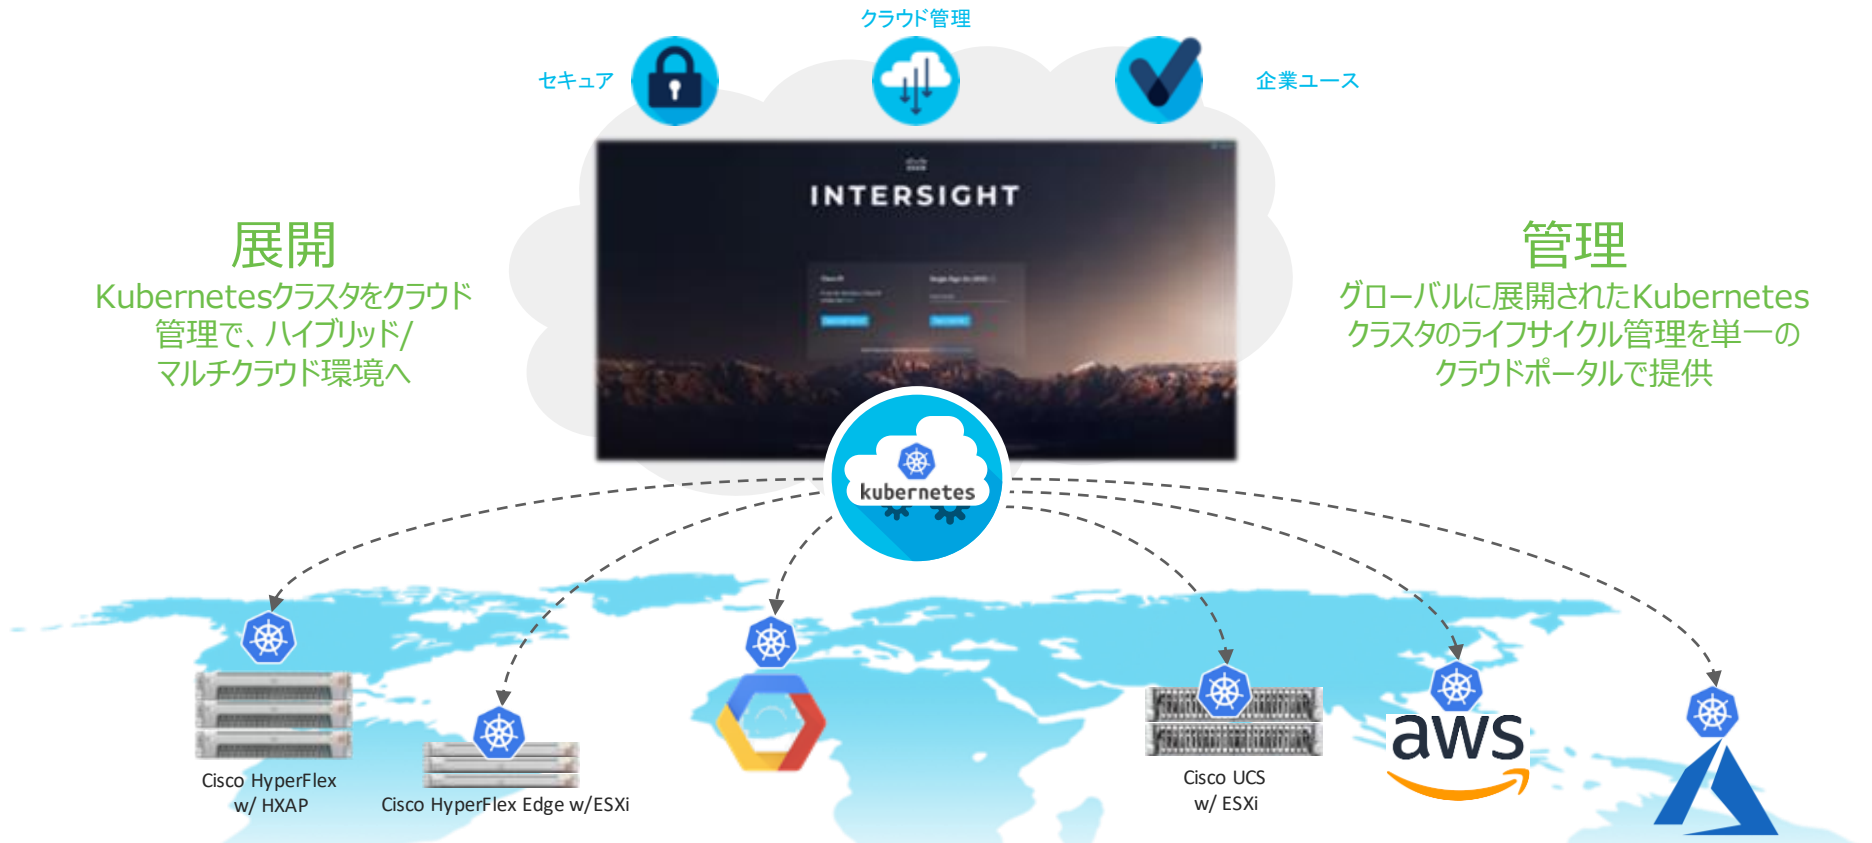 クラウド管理
セキュア
企業ユース
INTERSIGHT
展開
Kubernetesクラスタをクラウド
管理で、ハイブリッド/
マルチクラウド環境へ
管理
グローバルに展開されたKubernetes
クラスタのライフサイクル管理を単一の
クラウドポータルで提供
kubernetes
Cisco HyperFlex
w/ HXAP
Cisco HyperFlex Edge w/ESXi
Cisco UCS
w/ ESXi
aws